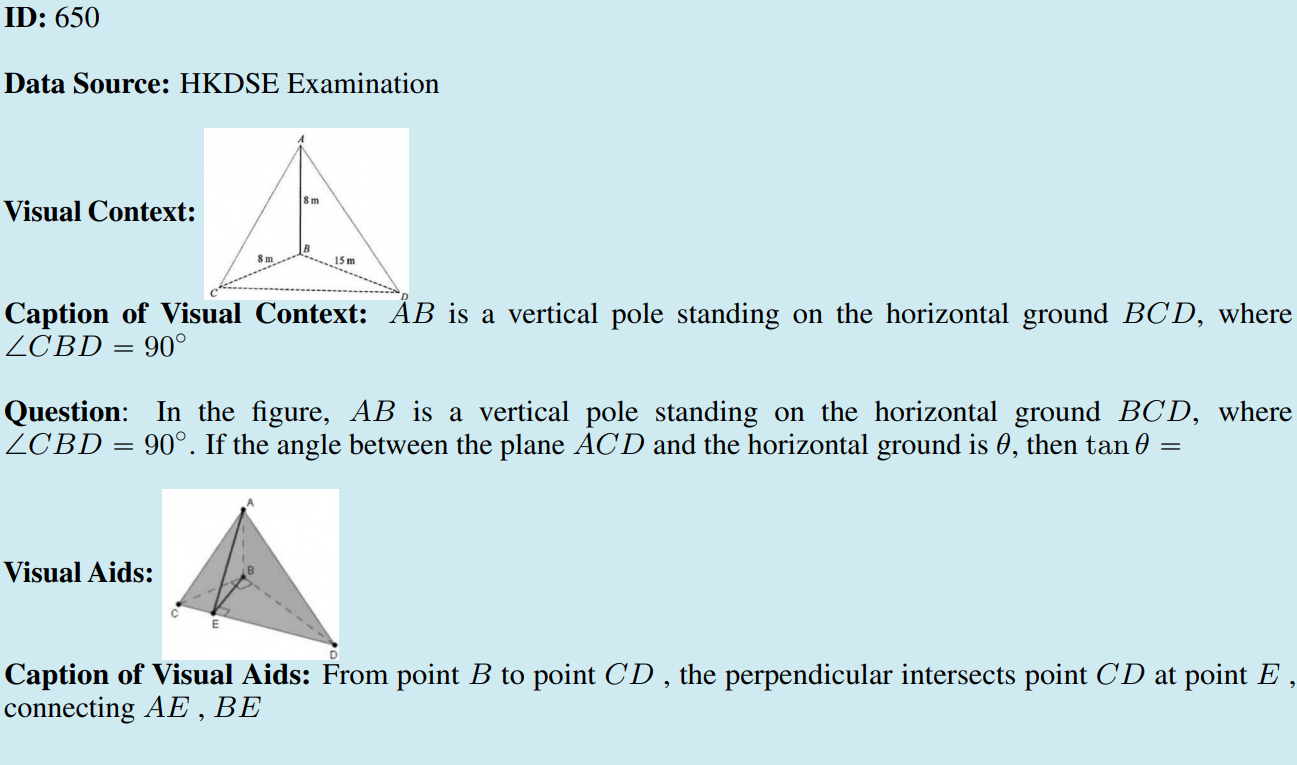 ID: 650
Data Source: HKDSE Examination
A
8 m
Visual Context:
B
8 m
15 m
C
D
Caption of Visual Context: AB is a vertical pole standing on the horizontal ground BCD, where
∠CBD = 90°
Question: In the figure, AB is a vertical pole standing on the horizontal ground BCD, where
∠CBD = 90°. If the angle between the plane ACD and the horizontal ground is θ, then tan θ =
A
Visual Aids:
B
C
E
D
Caption of Visual Aids: From point B to point CD , the perpendicular intersects point CD at point E ,
connecting AE , BE